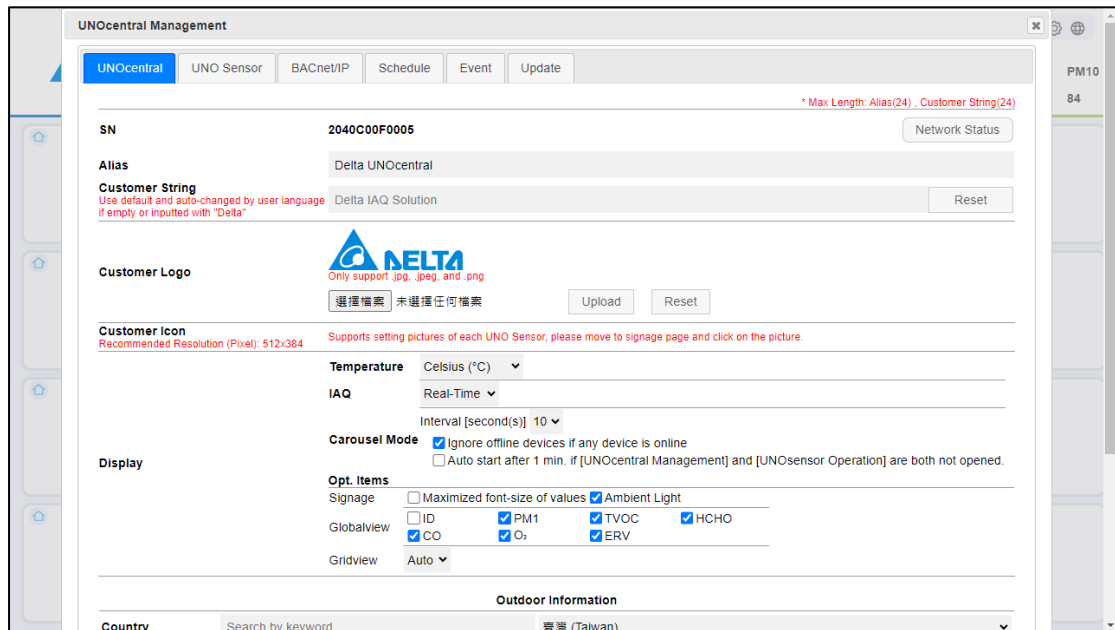 UNOcentral Management
UNOcentral UNO Sensor BACnet/IP Schedule Event Update
PM10
84
* Max Length: Alias(24) , Customer String(24)
SN 2040C00F0005 Network Status
Alias Delta UNOcentral
Customer String
Use default and auto-changed by user language
if empty or inputted with "Delta"
Delta IAQ Solution Reset
Customer Logo
DELTA
Only support .jpg, .jpeg, and .png
選擇檔案 未選擇任何檔案 Upload Reset
Customer Icon
Recommended Resolution (Pixel): 512x384
Supports setting pictures of each UNO Sensor, please move to signage page and click on the picture.
Display
Temperature Celsius (°C)
IAQ Real-Time
Interval [second(s)] 10
Carousel Mode
Ignore offline devices if any device is online
Auto start after 1 min. if [UNOcentral Management] and [UNOsensor Operation] are both not opened.
Opt. Items
Signage Maximized font-size of values Ambient Light
Globalview
ID PM1 TVOC HCHO
CO O₃ ERV
Gridview Auto
Outdoor Information
Country Search by keyword 臺灣 (Taiwan)